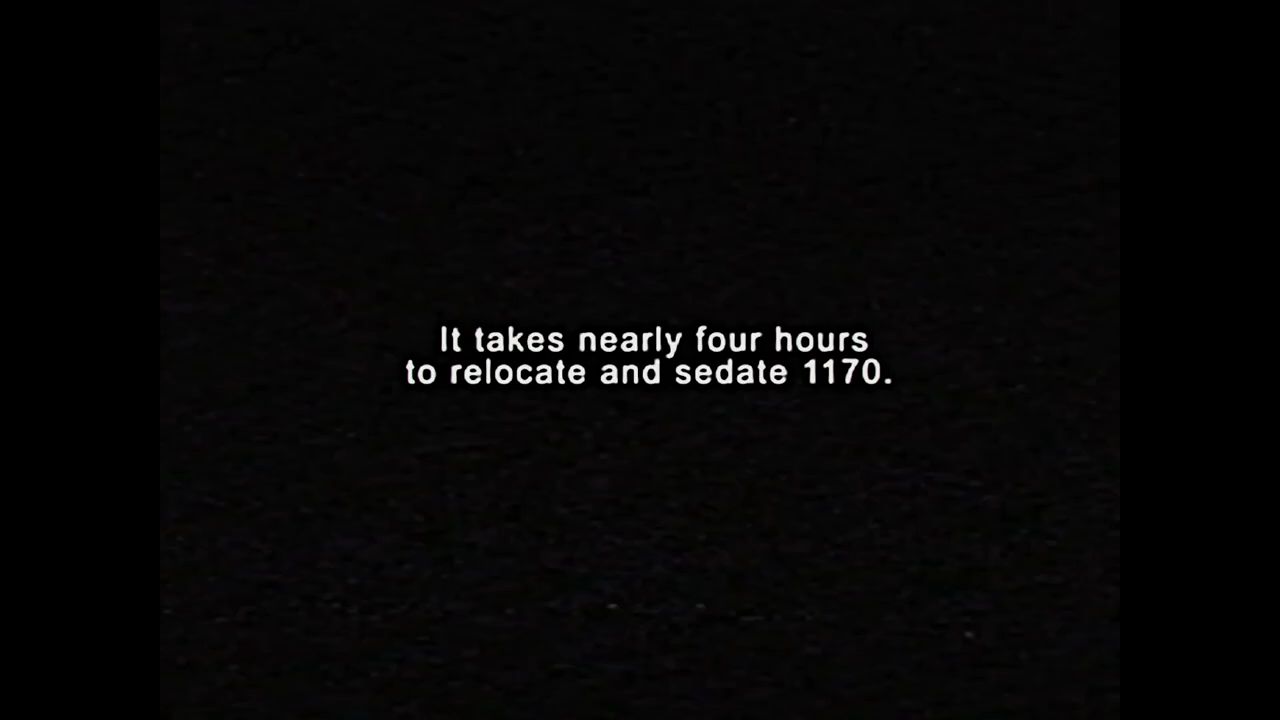 It takes nearly four hours
to relocate and sedate 1170.